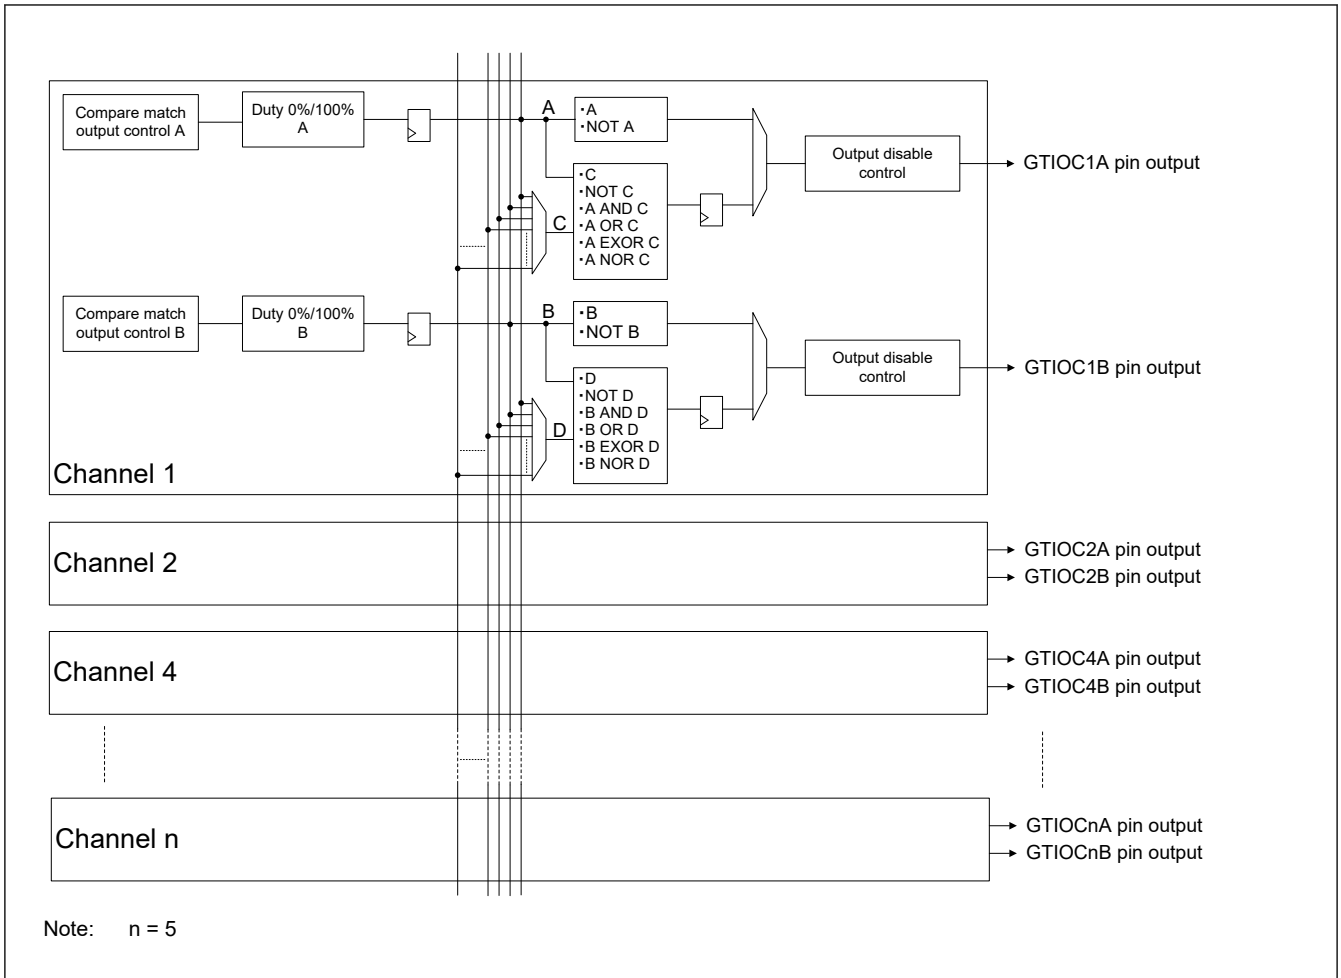 Compare match
output control A
Duty 0%/100%
A
A
・A
・NOT A
Output disable
control
GTIOC1A pin output
・C
・NOT C
・A AND C
・A OR C
・A EXOR C
・A NOR C
C
Compare match
output control B
Duty 0%/100%
B
B
・B
・NOT B
Output disable
control
GTIOC1B pin output
・D
・NOT D
・B AND D
・B OR D
・B EXOR D
・B NOR D
D
Channel 1
Channel 2
GTIOC2A pin output
GTIOC2B pin output
Channel 4
GTIOC4A pin output
GTIOC4B pin output
Channel n
GTIOCnA pin output
GTIOCnB pin output
Note: n = 5